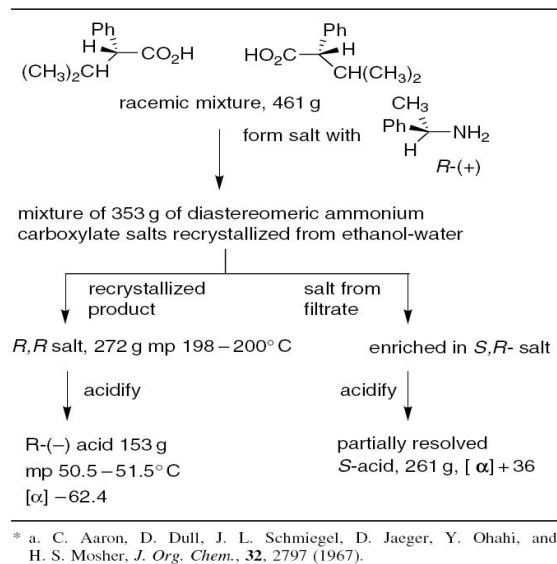 Ph
H
CO₂H
(CH₃)₂CH
Ph
HO₂C
H
CH(CH₃)₂
racemic mixture, 461 g
form salt with
CH₃
Ph
NH₂
H
R-(+)
mixture of 353 g of diastereomeric ammonium
carboxylate salts recrystallized from ethanol-water
recrystallized
product
salt from
filtrate
R,R salt, 272 g mp 198 – 200° C
enriched in S,R- salt
acidify
acidify
R-(–) acid 153 g
mp 50.5 – 51.5° C
[α] –62.4
partially resolved
S-acid, 261 g, [ α] + 36
* a. C. Aaron, D. Dull, J. L. Schmiegel, D. Jaeger, Y. Ohahi, and
H. S. Mosher, J. Org. Chem., 32, 2797 (1967).